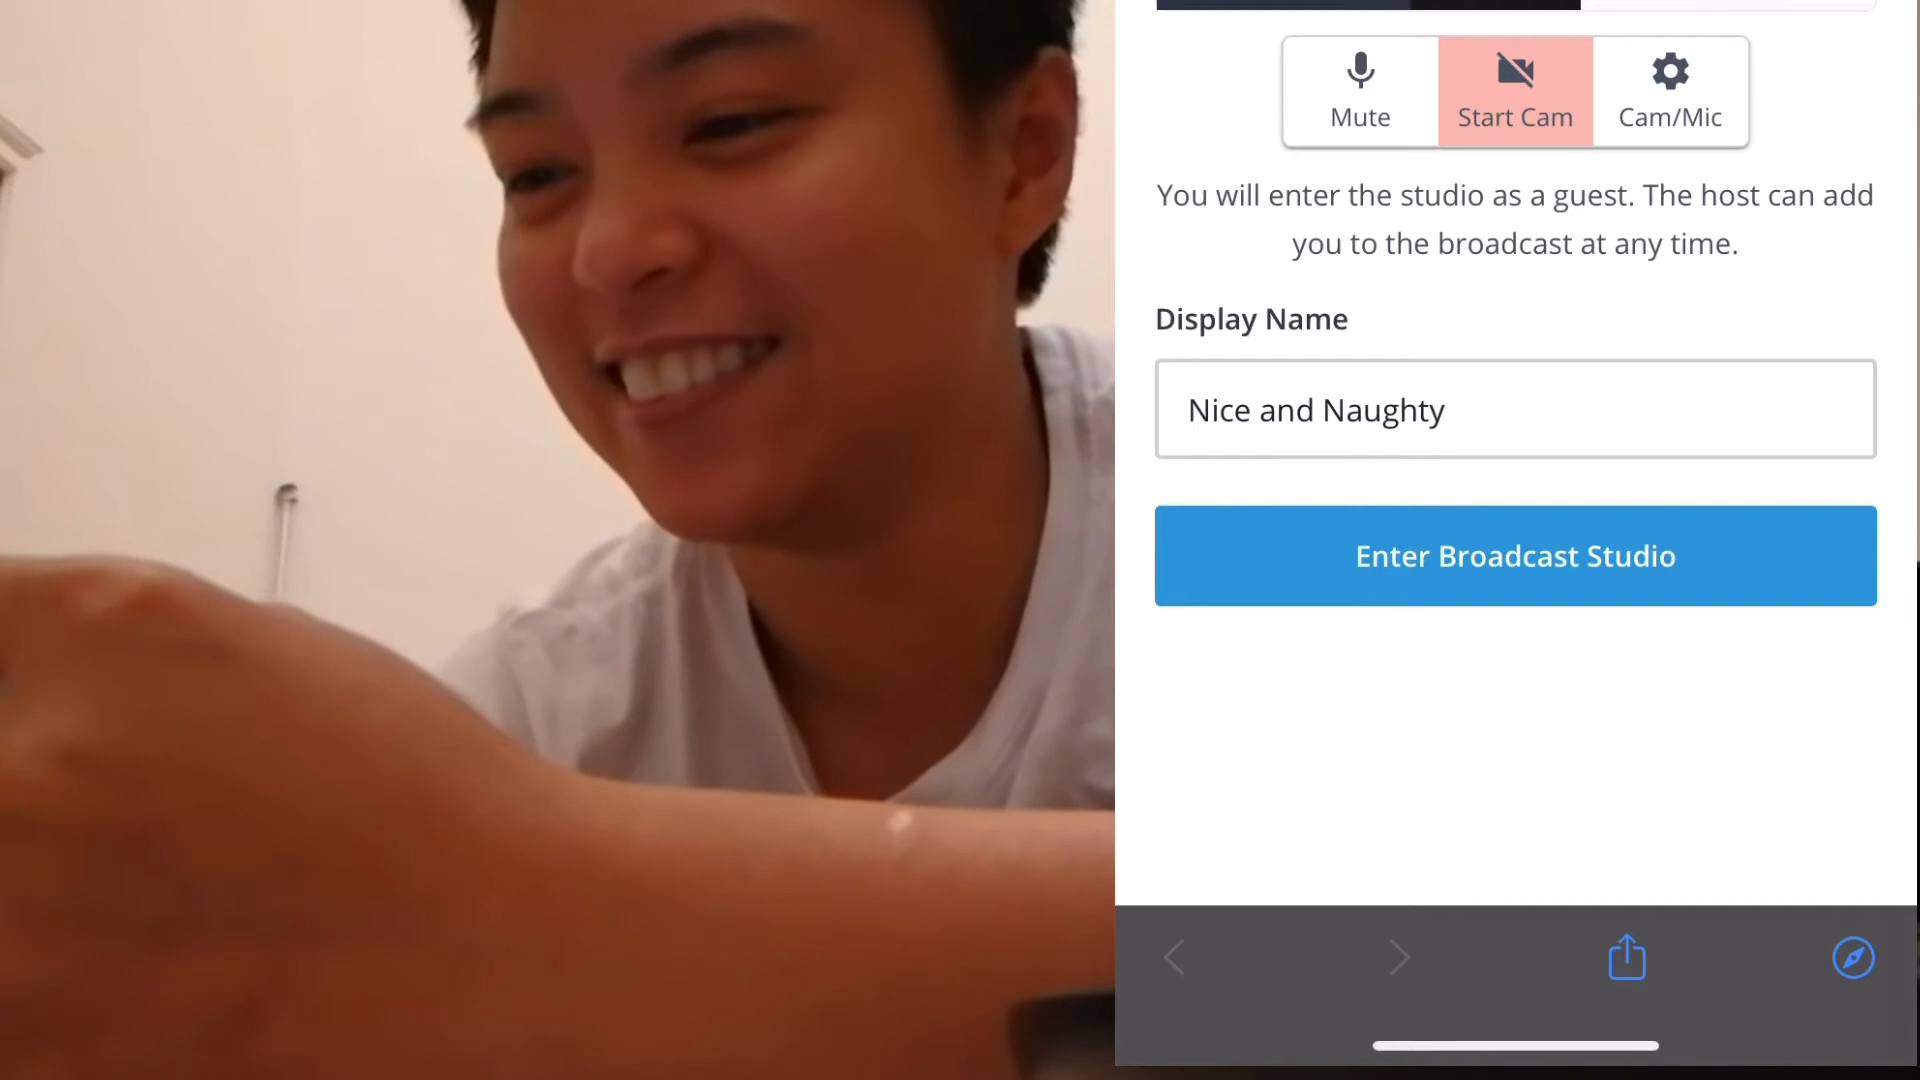 Mute
Start Cam
Cam/Mic
You will enter the studio as a guest. The host can add
you to the broadcast at any time.
Display Name
Nice and Naughty
Enter Broadcast Studio